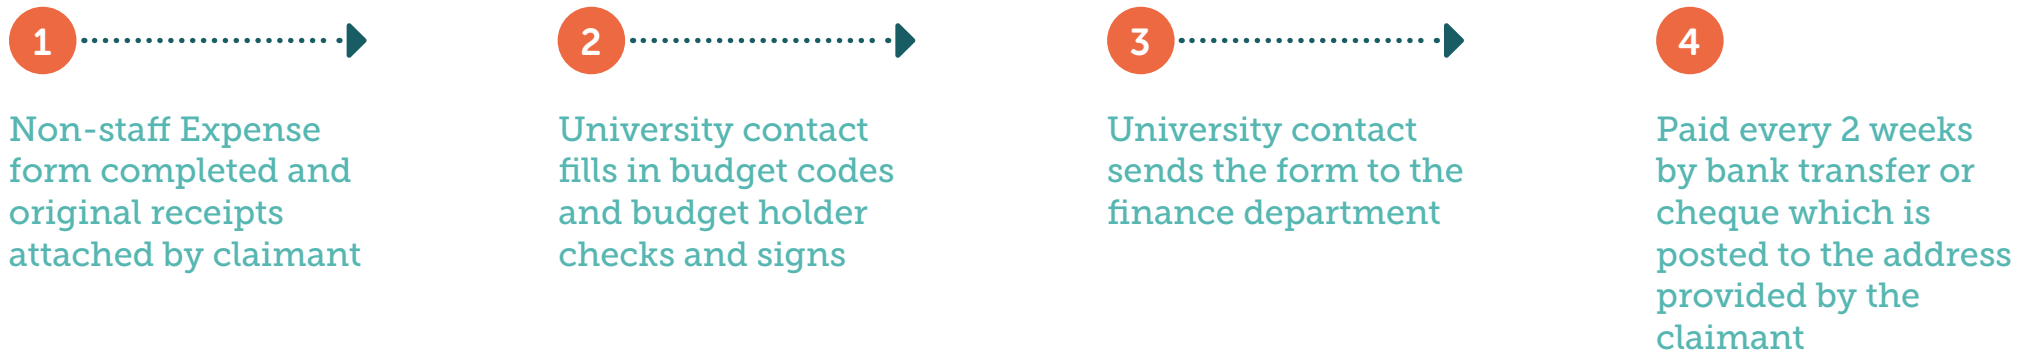 1
Non-staff Expense
form completed and
original receipts
attached by claimant
2
University contact
fills in budget codes
and budget holder
checks and signs
3
University contact
sends the form to the
finance department
4
Paid every 2 weeks
by bank transfer or
cheque which is
posted to the address
provided by the
claimant